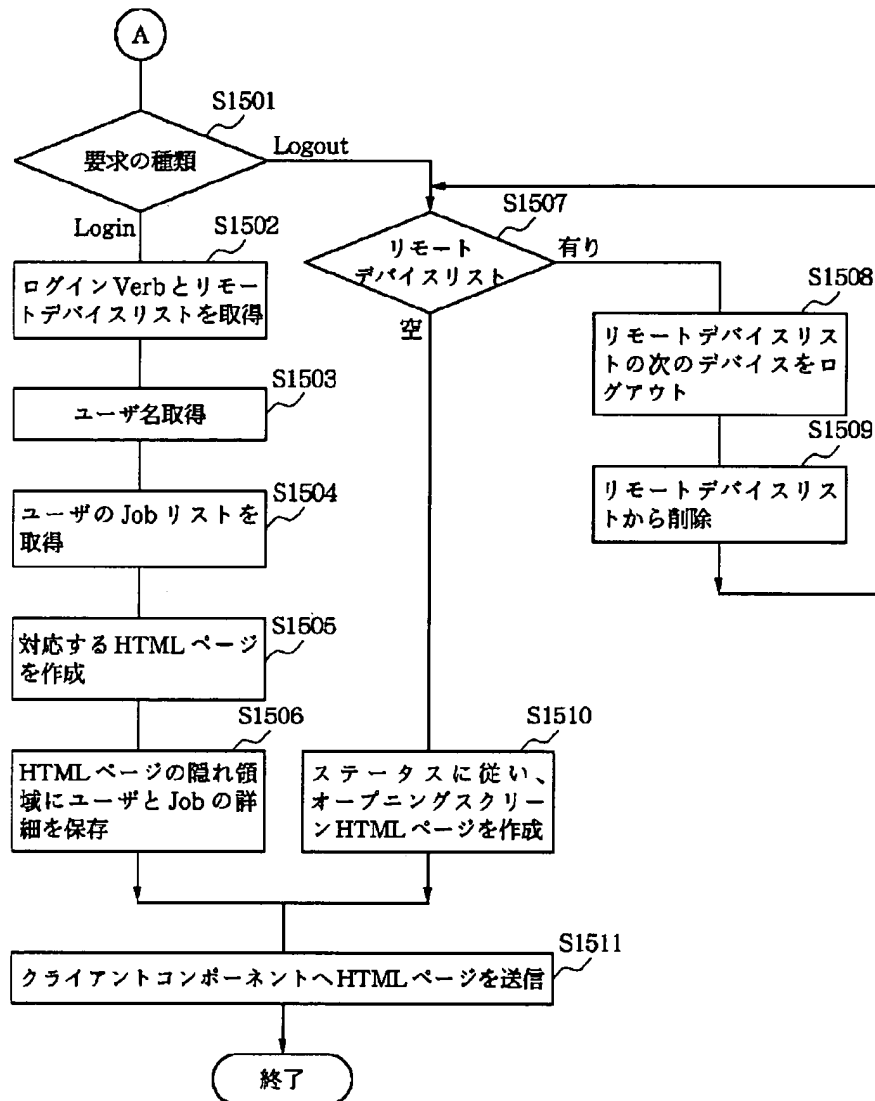 A
S1501
要求の種類
Logout
Login
S1502
ログインVerbとリモー
トデバイスリストを取得
S1503
ユーザ名取得
S1504
ユーザのJobリストを
取得
S1505
対応するHTMLページ
を作成
S1506
HTMLページの隠れ領
域にユーザとJobの詳
細を保存
S1507
リモート
デバイスリスト
有り
空
S1508
リモートデバイスリス
トの次のデバイスをロ
グアウト
S1509
リモートデバイスリス
トから削除
S1510
ステータスに従い、
オープニングスクリー
ンHTMLページを作成
S1511
クライアントコンポーネントへHTMLページを送信
終了